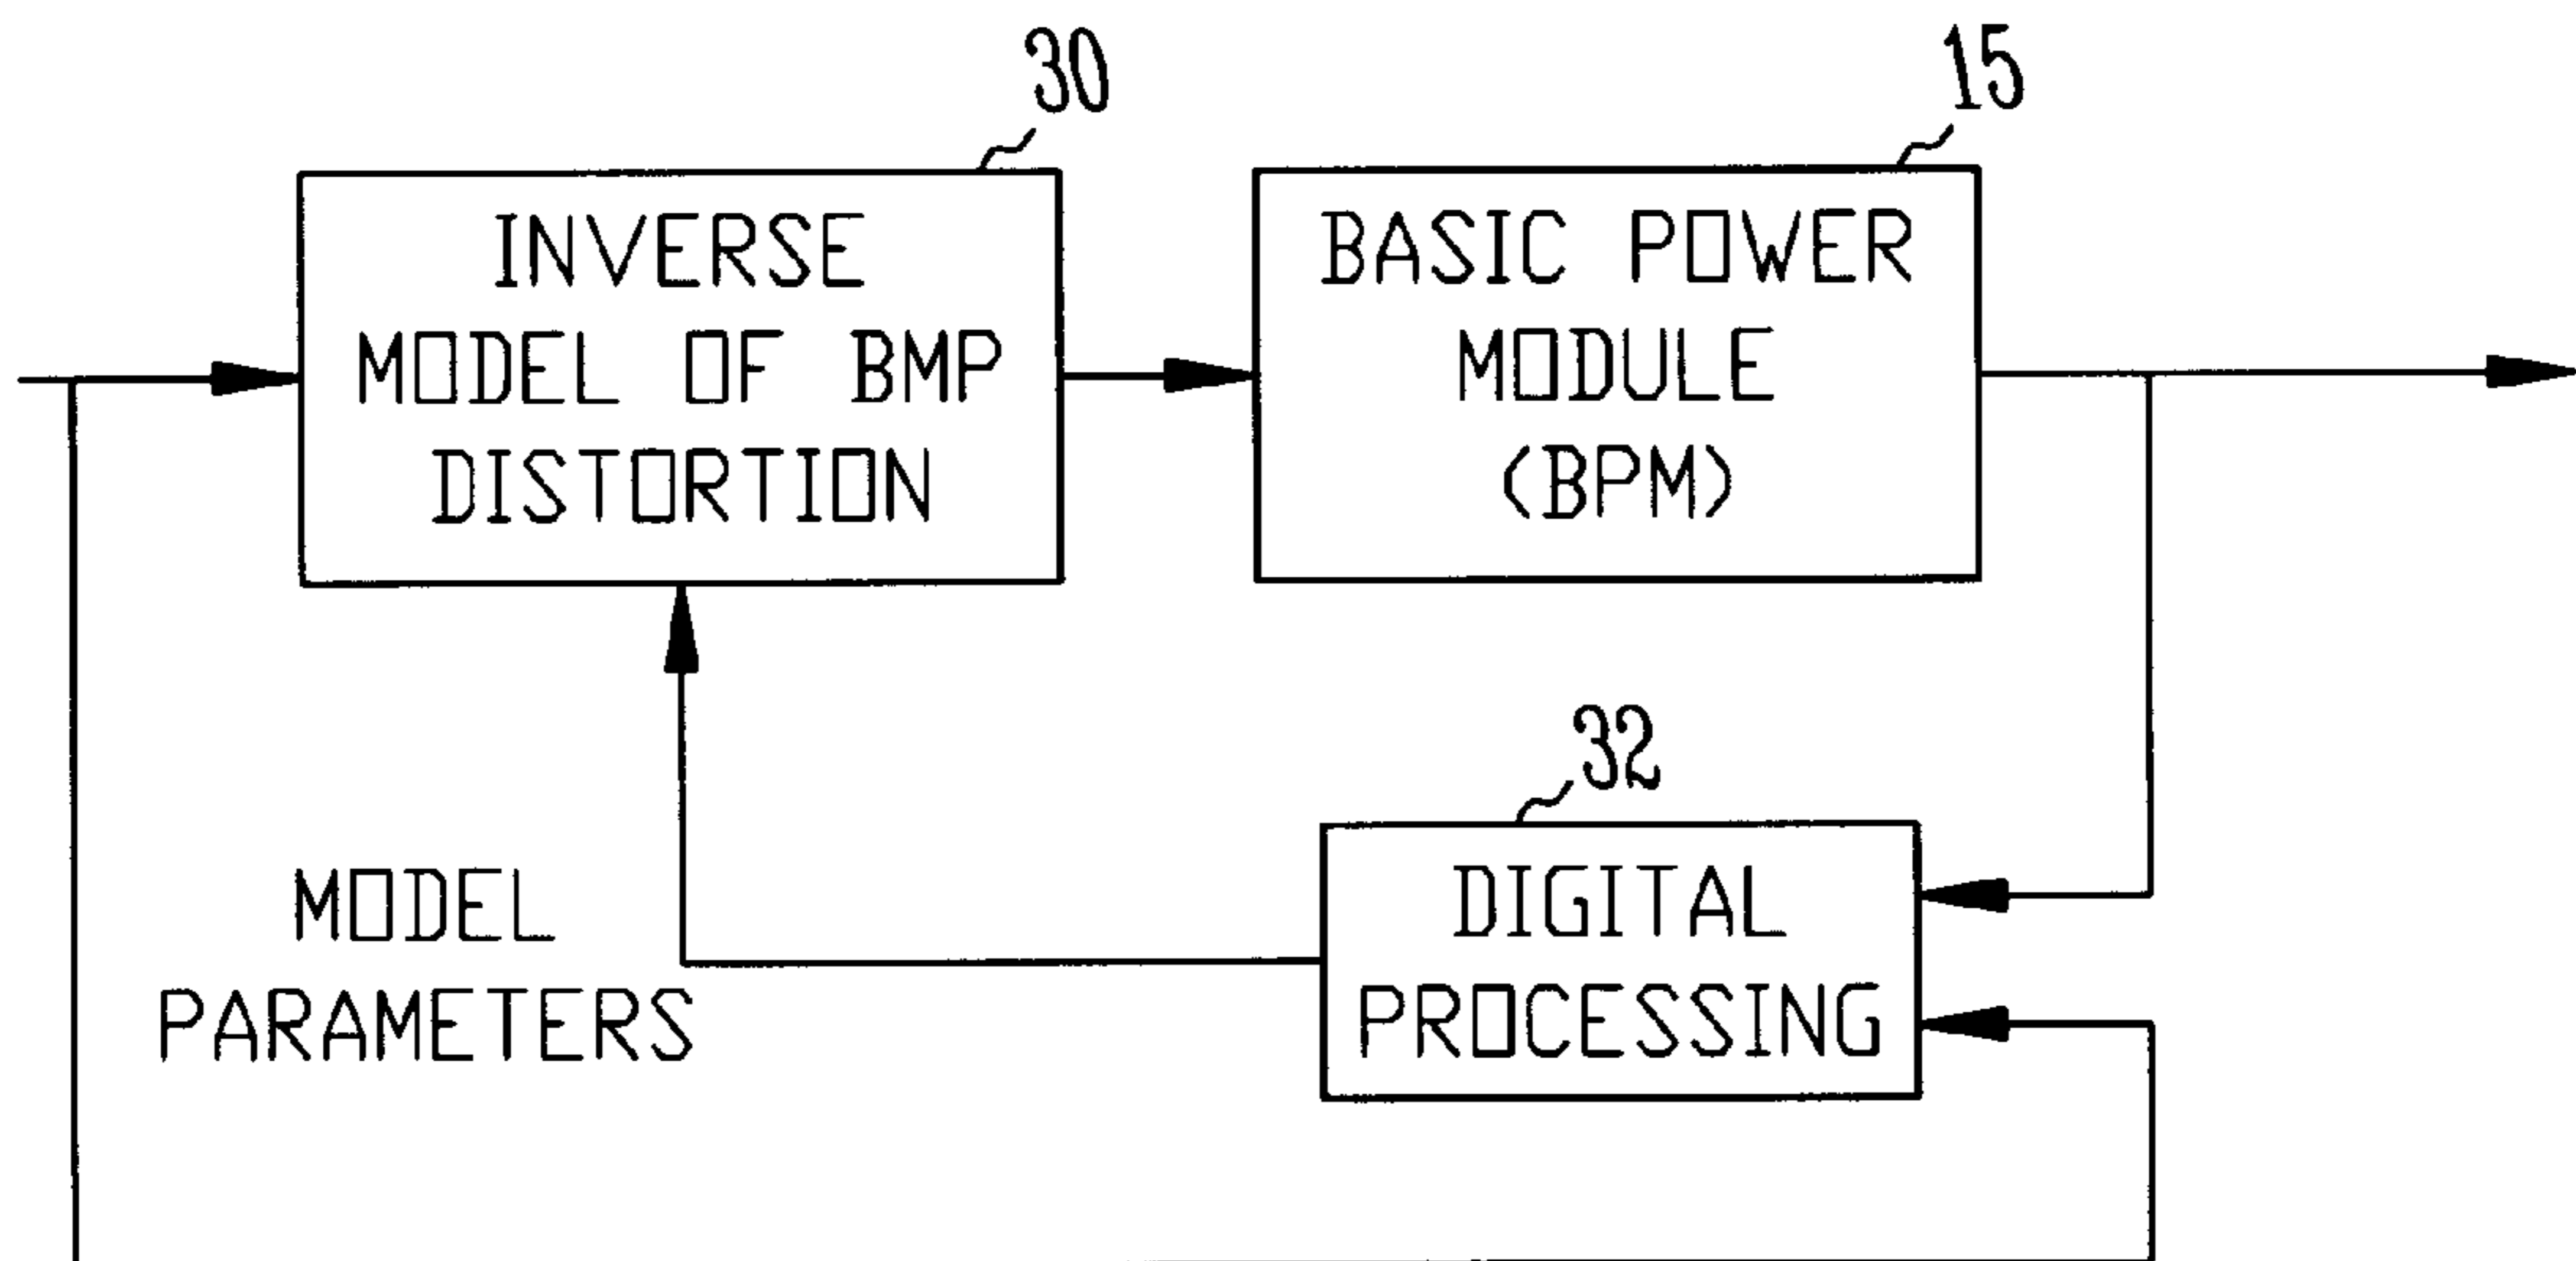 30
15
INVERSE
MODEL OF BMP
DISTORTION
BASIC POWER
MODULE
(BPM)
32
DIGITAL
PROCESSING
MODEL
PARAMETERS